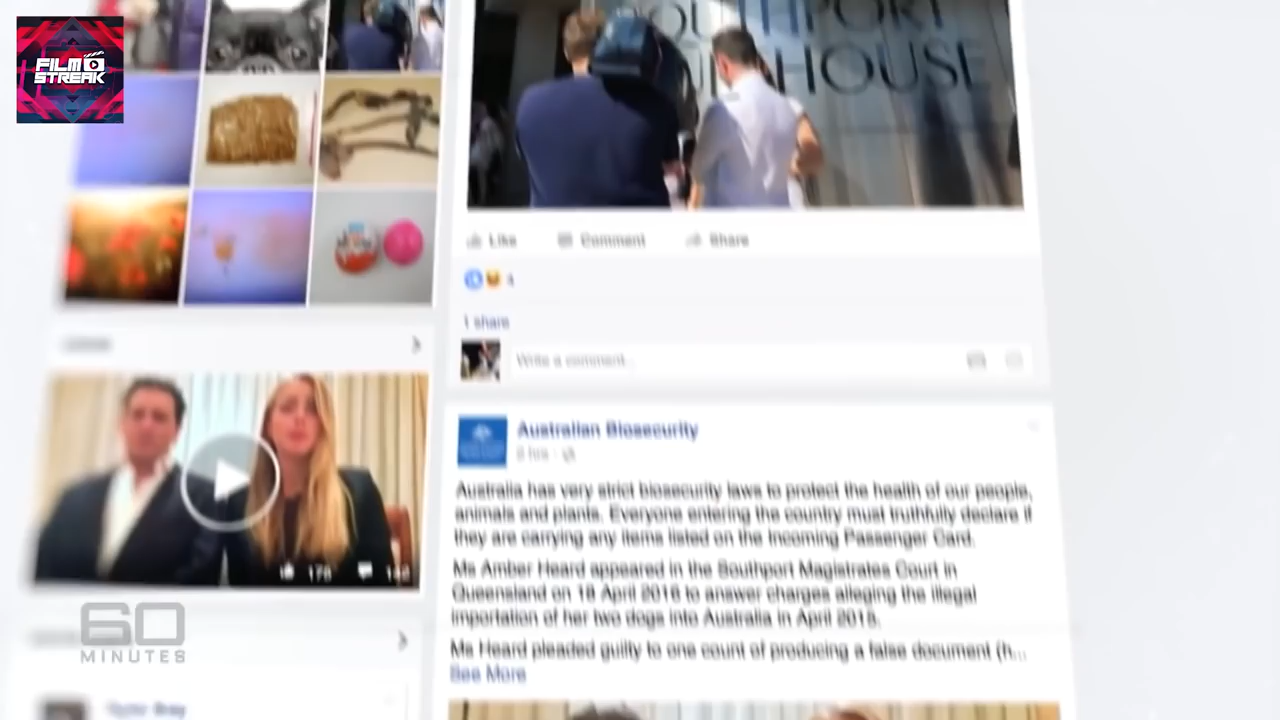 FILM
STREAK
SOUTHPORT
HOUSE
Like Comment Share
4
1 share
Write a comment...
Australian Biosecurity
Australia has very strict biosecurity laws to protect the health of our people,
animals and plants. Everyone entering the country must truthfully declare if
they are carrying any items listed on the Incoming Passenger Card.
Ms Amber Heard appeared in the Southport Magistrates Court in
Queensland on 18 April 2016 to answer charges alleging the illegal
importation of her two dogs into Australia in April 2015.
Ms Heard pleaded guilty to one count of producing a false document (h...
See More
60
MINUTES